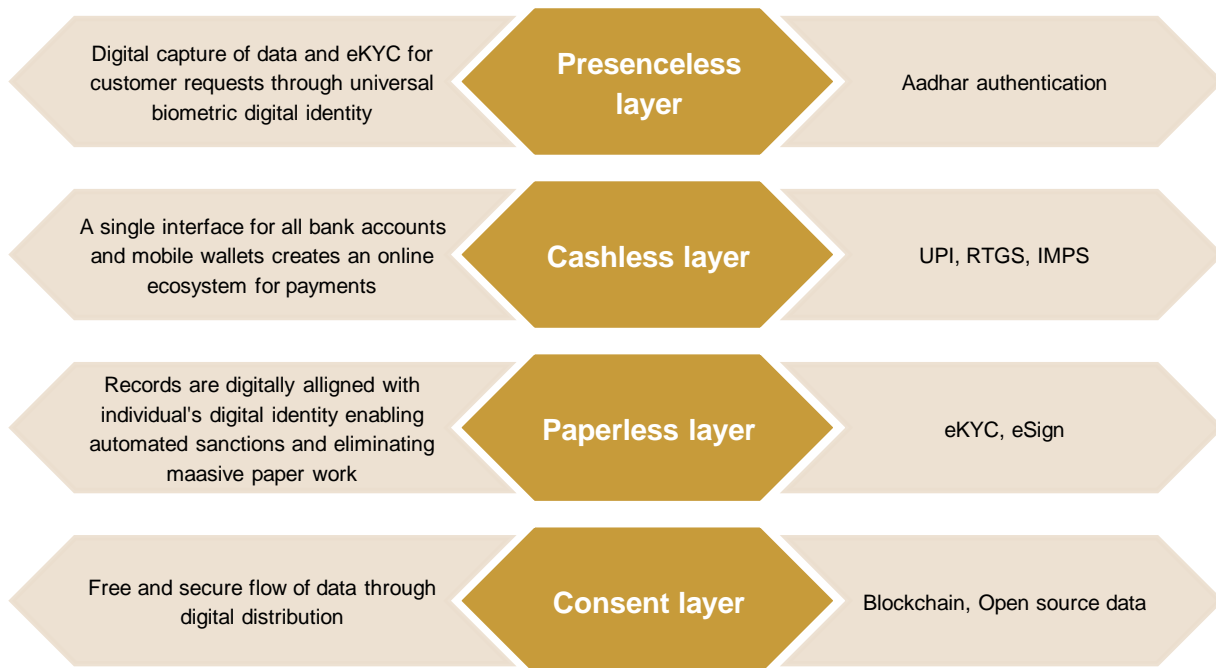 Digital capture of data and eKYC for
customer requests through universal
biometric digital identity
Presenceless
layer
Aadhar authentication
A single interface for all bank accounts
and mobile wallets creates an online
ecosystem for payments
Cashless layer
UPI, RTGS, IMPS
Records are digitally alligned with
individual's digital identity enabling
automated sanctions and eliminating
maasive paper work
Paperless layer
eKYC, eSign
Free and secure flow of data through
digital distribution
Consent layer
Blockchain, Open source data